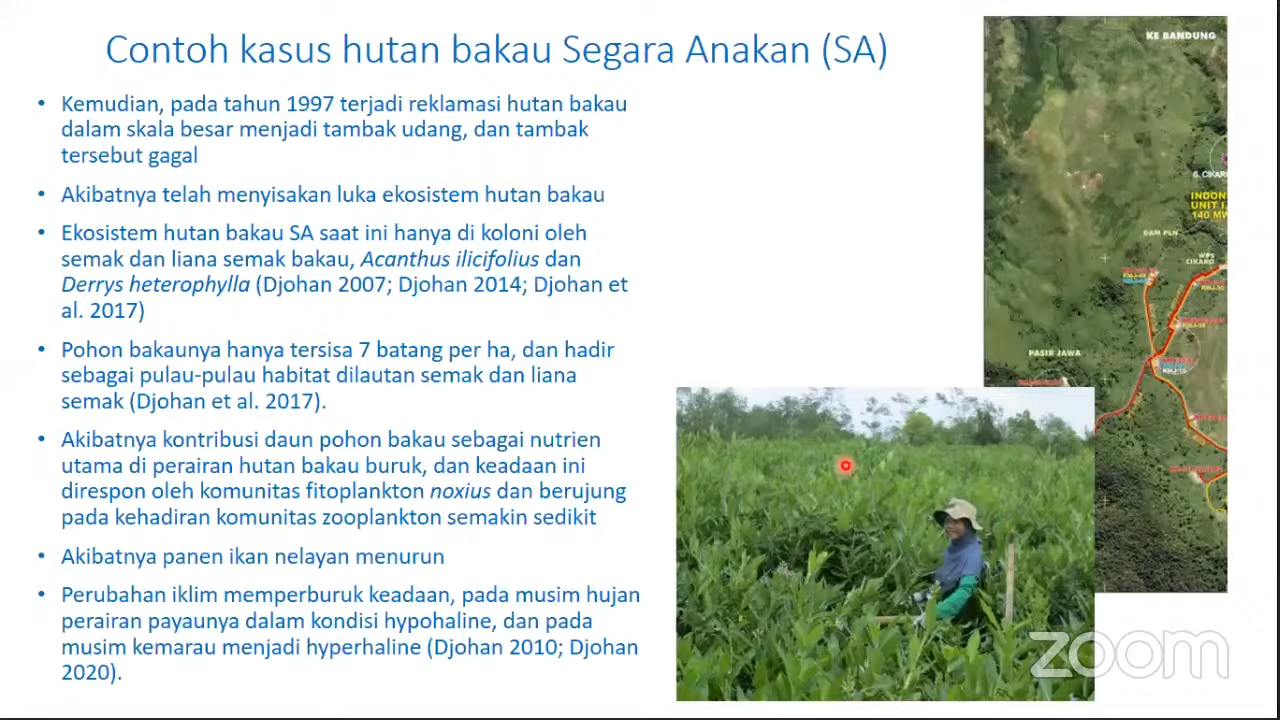 Contoh kasus hutan bakau Segara Anakan (SA)
• Kemudian, pada tahun 1997 terjadi reklamasi hutan bakau
dalam skala besar menjadi tambak udang, dan tambak
tersebut gagal
• Akibatnya telah menyisakan luka ekosistem hutan bakau
• Ekosistem hutan bakau SA saat ini hanya di koloni oleh
semak dan liana semak bakau, Acanthus ilicifolius dan
Derrys heterophylla (Djohan 2007; Djohan 2014; Djohan et
al. 2017)
• Pohon bakaunya hanya tersisa 7 batang per ha, dan hadir
sebagai pulau-pulau habitat dilautan semak dan liana
semak (Djohan et al. 2017).
• Akibatnya kontribusi daun pohon bakau sebagai nutrien
utama di perairan hutan bakau buruk, dan keadaan ini
direspon oleh komunitas fitoplankton noxius dan berujung
pada kehadiran komunitas zooplankton semakin sedikit
• Akibatnya panen ikan nelayan menurun
• Perubahan iklim memperburuk keadaan, pada musim hujan
perairan payaunya dalam kondisi hypohaline, dan pada
musim kemarau menjadi hyperhaline (Djohan 2010; Djohan
2020).
KE BANDUNG
S. CIKARO
INDON
UNIT I.
140 MW
DAM PLN
WPS
CIKARO
PASIR JAWA
zoom